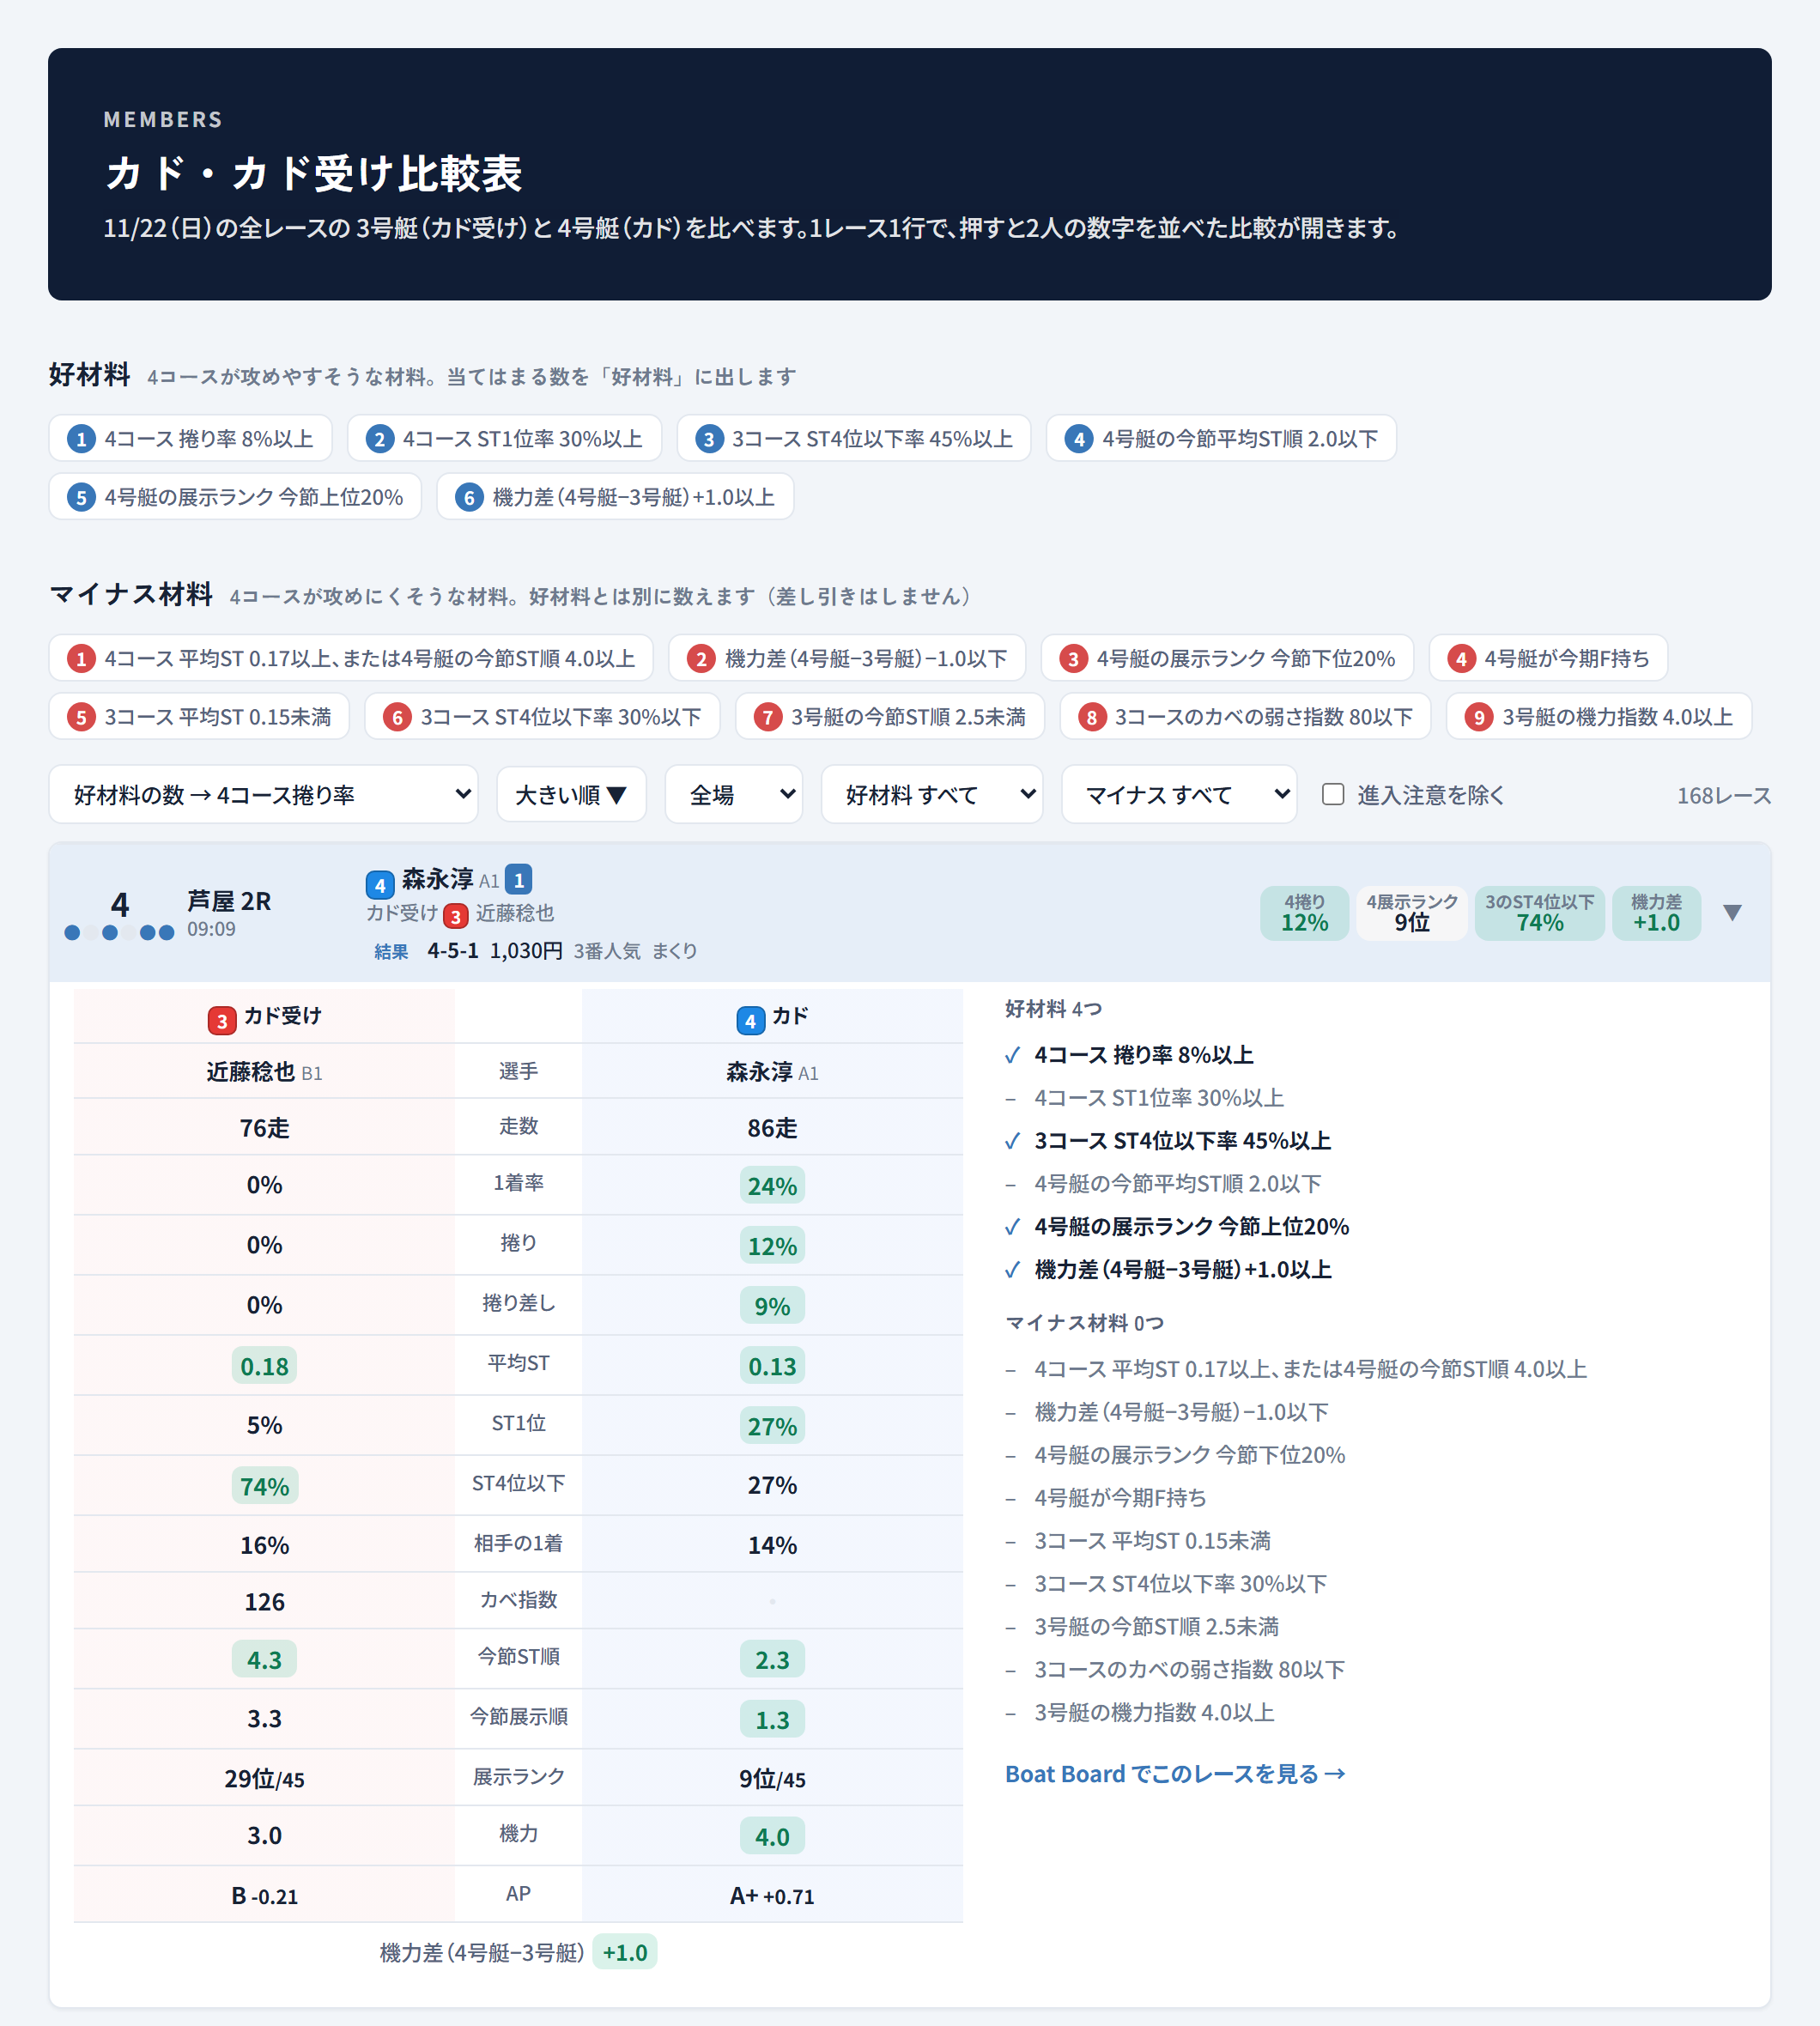 MEMBERS
カド・カド受け比較表
11/22（日）の全レースの 3号艇（カド受け）と 4号艇（カド）を比べます。1レース1行で、押すと2人の数字を並べた比較が開きます。
好材料 4コースが攻めやすそうな材料。当てはまる数を「好材料」に出します
1 4コース 捲り率 8%以上 2 4コース ST1位率 30%以上 3 3コース ST4位以下率 45%以上 4 4号艇の今節平均ST順 2.0以下
5 4号艇の展示ランク 今節上位20% 6 機力差（4号艇−3号艇）+1.0以上
マイナス材料 4コースが攻めにくそうな材料。好材料とは別に数えます（差し引きはしません）
1 4コース 平均ST 0.17以上、または4号艇の今節ST順 4.0以上 2 機力差（4号艇−3号艇）−1.0以下 3 4号艇の展示ランク 今節下位20% 4 4号艇が今期F持ち
5 3コース 平均ST 0.15未満 6 3コース ST4位以下率 30%以下 7 3号艇の今節ST順 2.5未満 8 3コースのカベの弱さ指数 80以下 9 3号艇の機力指数 4.0以上
好材料の数 → 4コース捲り率 大きい順 ▼ 全場 好材料 すべて マイナス すべて 進入注意を除く 168レース
4 芦屋 2R
09:09
4 森永淳 A1 1
カド受け 3 近藤稔也
結果 4-5-1 1,030円 3番人気 まくり
4捲り 4展示ランク 3のST4位以下 機力差
12% 9位 74% +1.0 ▼
3 カド受け 4 カド
近藤稔也 B1 選手 森永淳 A1
76走 走数 86走
0% 1着率 24%
0% 捲り 12%
0% 捲り差し 9%
0.18 平均ST 0.13
5% ST1位 27%
74% ST4位以下 27%
16% 相手の1着 14%
126 カベ指数 ·
4.3 今節ST順 2.3
3.3 今節展示順 1.3
29位/45 展示ランク 9位/45
3.0 機力 4.0
B -0.21 AP A+ +0.71
機力差（4号艇−3号艇） +1.0
好材料 4つ
✓ 4コース 捲り率 8%以上
– 4コース ST1位率 30%以上
✓ 3コース ST4位以下率 45%以上
– 4号艇の今節平均ST順 2.0以下
✓ 4号艇の展示ランク 今節上位20%
✓ 機力差（4号艇−3号艇）+1.0以上
マイナス材料 0つ
– 4コース 平均ST 0.17以上、または4号艇の今節ST順 4.0以上
– 機力差（4号艇−3号艇）−1.0以下
– 4号艇の展示ランク 今節下位20%
– 4号艇が今期F持ち
– 3コース 平均ST 0.15未満
– 3コース ST4位以下率 30%以下
– 3号艇の今節ST順 2.5未満
– 3コースのカベの弱さ指数 80以下
– 3号艇の機力指数 4.0以上
Boat Board でこのレースを見る →